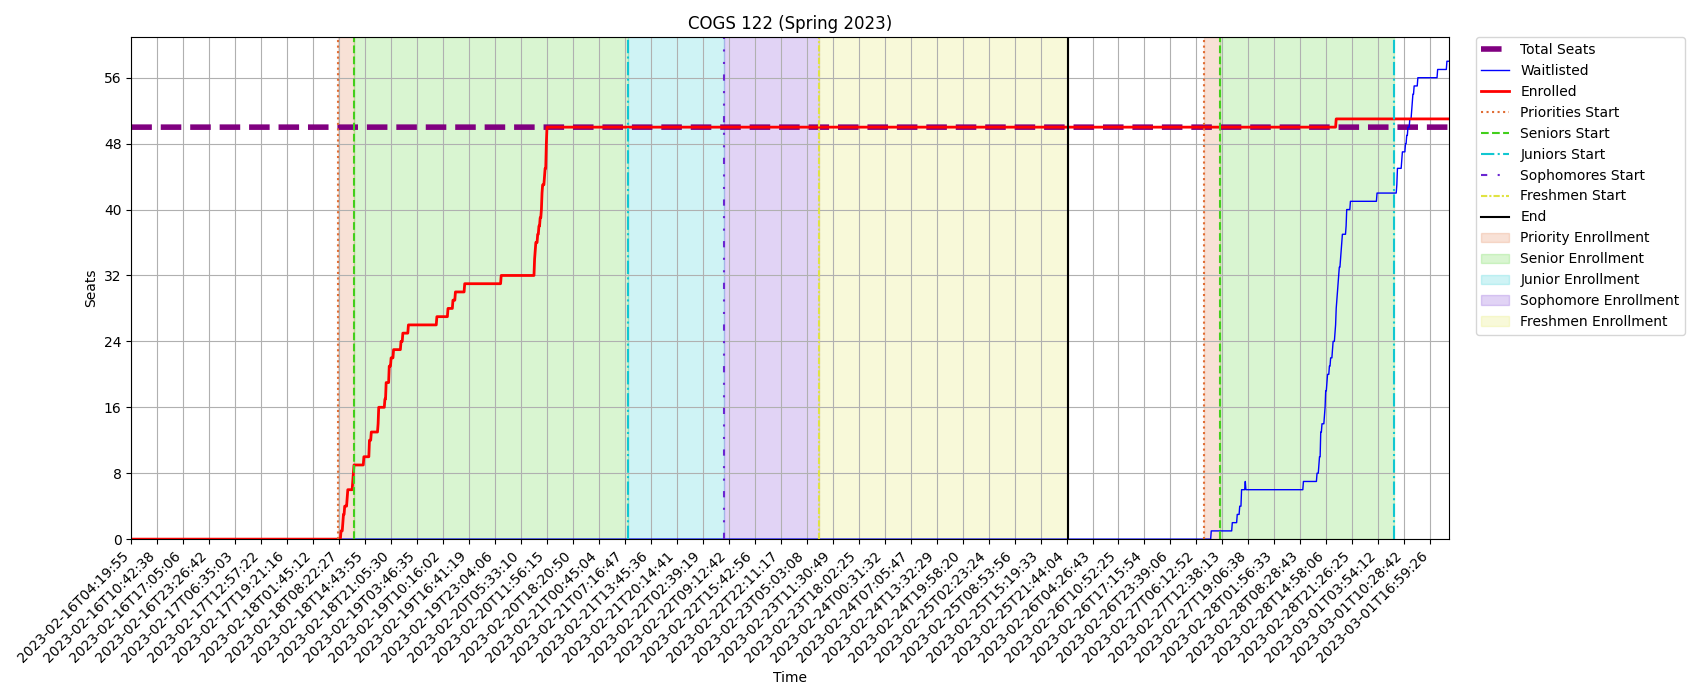 COGS 122 (Spring 2023)
Seats
56
48
40
32
24
16
8
0
2023-02-16T04:19:55
2023-02-16T10:42:38
2023-02-16T17:05:06
2023-02-16T23:26:42
2023-02-17T06:35:03
2023-02-17T12:57:22
2023-02-17T19:21:16
2023-02-18T01:45:12
2023-02-18T08:22:27
2023-02-18T14:43:55
2023-02-18T21:05:30
2023-02-19T03:46:35
2023-02-19T10:16:02
2023-02-19T16:41:19
2023-02-19T23:04:06
2023-02-20T05:33:10
2023-02-20T11:56:15
2023-02-20T18:20:50
2023-02-21T00:45:04
2023-02-21T07:16:47
2023-02-21T13:45:36
2023-02-21T20:14:41
2023-02-22T02:39:19
2023-02-22T09:12:42
2023-02-22T15:42:56
2023-02-22T22:11:17
2023-02-23T05:03:08
2023-02-23T11:30:49
2023-02-23T18:02:25
2023-02-24T00:31:32
2023-02-24T07:05:47
2023-02-24T13:32:29
2023-02-24T19:58:20
2023-02-25T02:23:24
2023-02-25T08:53:56
2023-02-25T15:19:33
2023-02-25T21:44:04
2023-02-26T04:26:43
2023-02-26T10:52:25
2023-02-26T17:15:54
2023-02-26T23:39:06
2023-02-27T06:12:52
2023-02-27T12:38:13
2023-02-27T19:06:38
2023-02-28T01:56:33
2023-02-28T08:28:43
2023-02-28T14:58:06
2023-02-28T21:26:25
2023-03-01T03:54:12
2023-03-01T10:28:42
2023-03-01T16:59:26
Time
Total Seats
Waitlisted
Enrolled
Priorities Start
Seniors Start
Juniors Start
Sophomores Start
Freshmen Start
End
Priority Enrollment
Senior Enrollment
Junior Enrollment
Sophomore Enrollment
Freshmen Enrollment